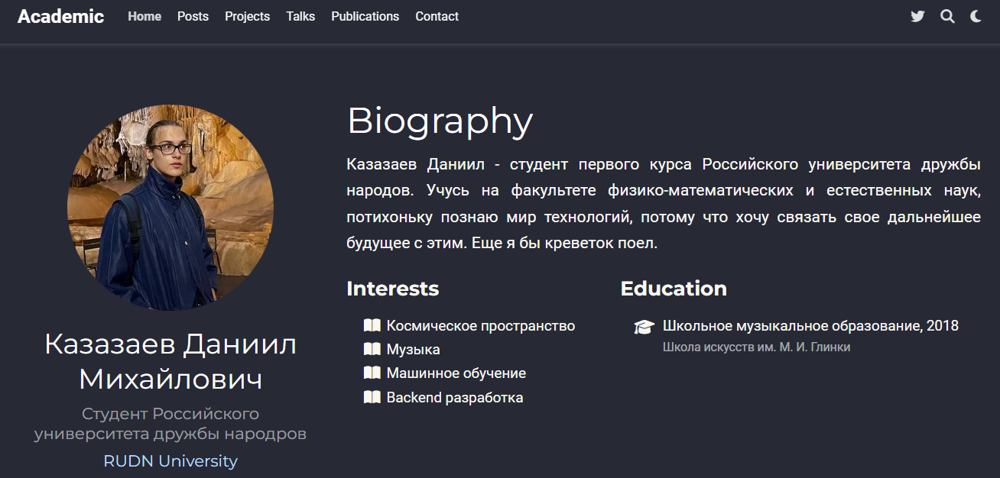 Academic Home Posts Projects Talks Publications Contact
Казазаев Даниил
Михайлович
Студент Российского
университета дружбы народров
RUDN University
Biography
Казазаев Даниил - студент первого курса Российского университета дружбы
народов. Учусь на факультете физико-математических и естественных наук,
потихоньку познаю мир технологий, потому что хочу связать свое дальнейшее
будущее с этим. Еще я бы креветок поел.
Interests
Космическое пространство
Музыка
Машинное обучение
Backend разработка
Education
Школьное музыкальное образование, 2018
Школа искусств им. М. И. Глинки